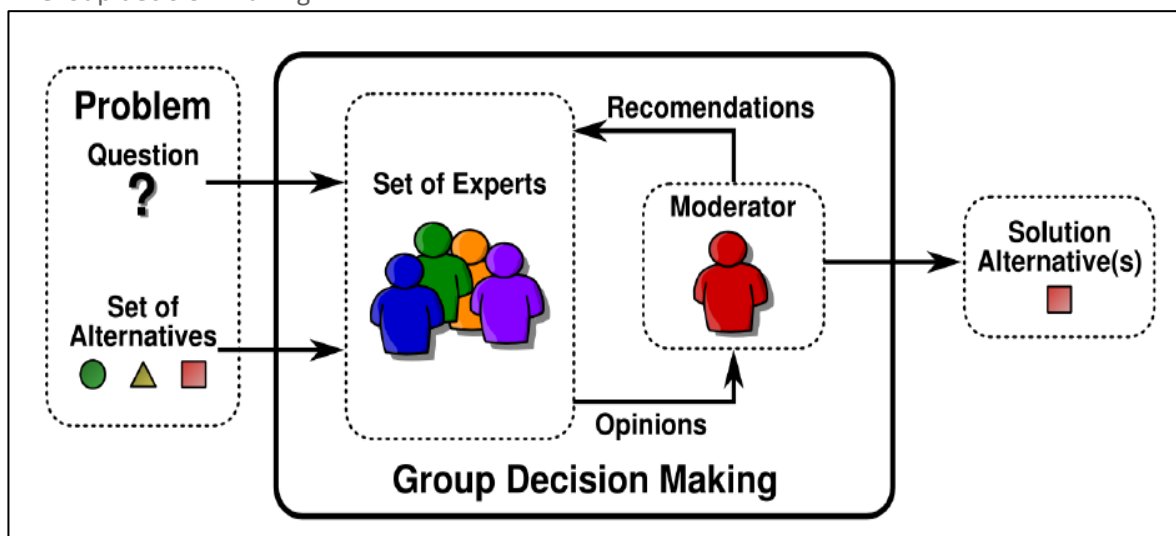 Problem
Question
?
Set of
Alternatives
Set of Experts
Recomendations
Moderator
Opinions
Group Decision Making
Solution
Alternative(s)